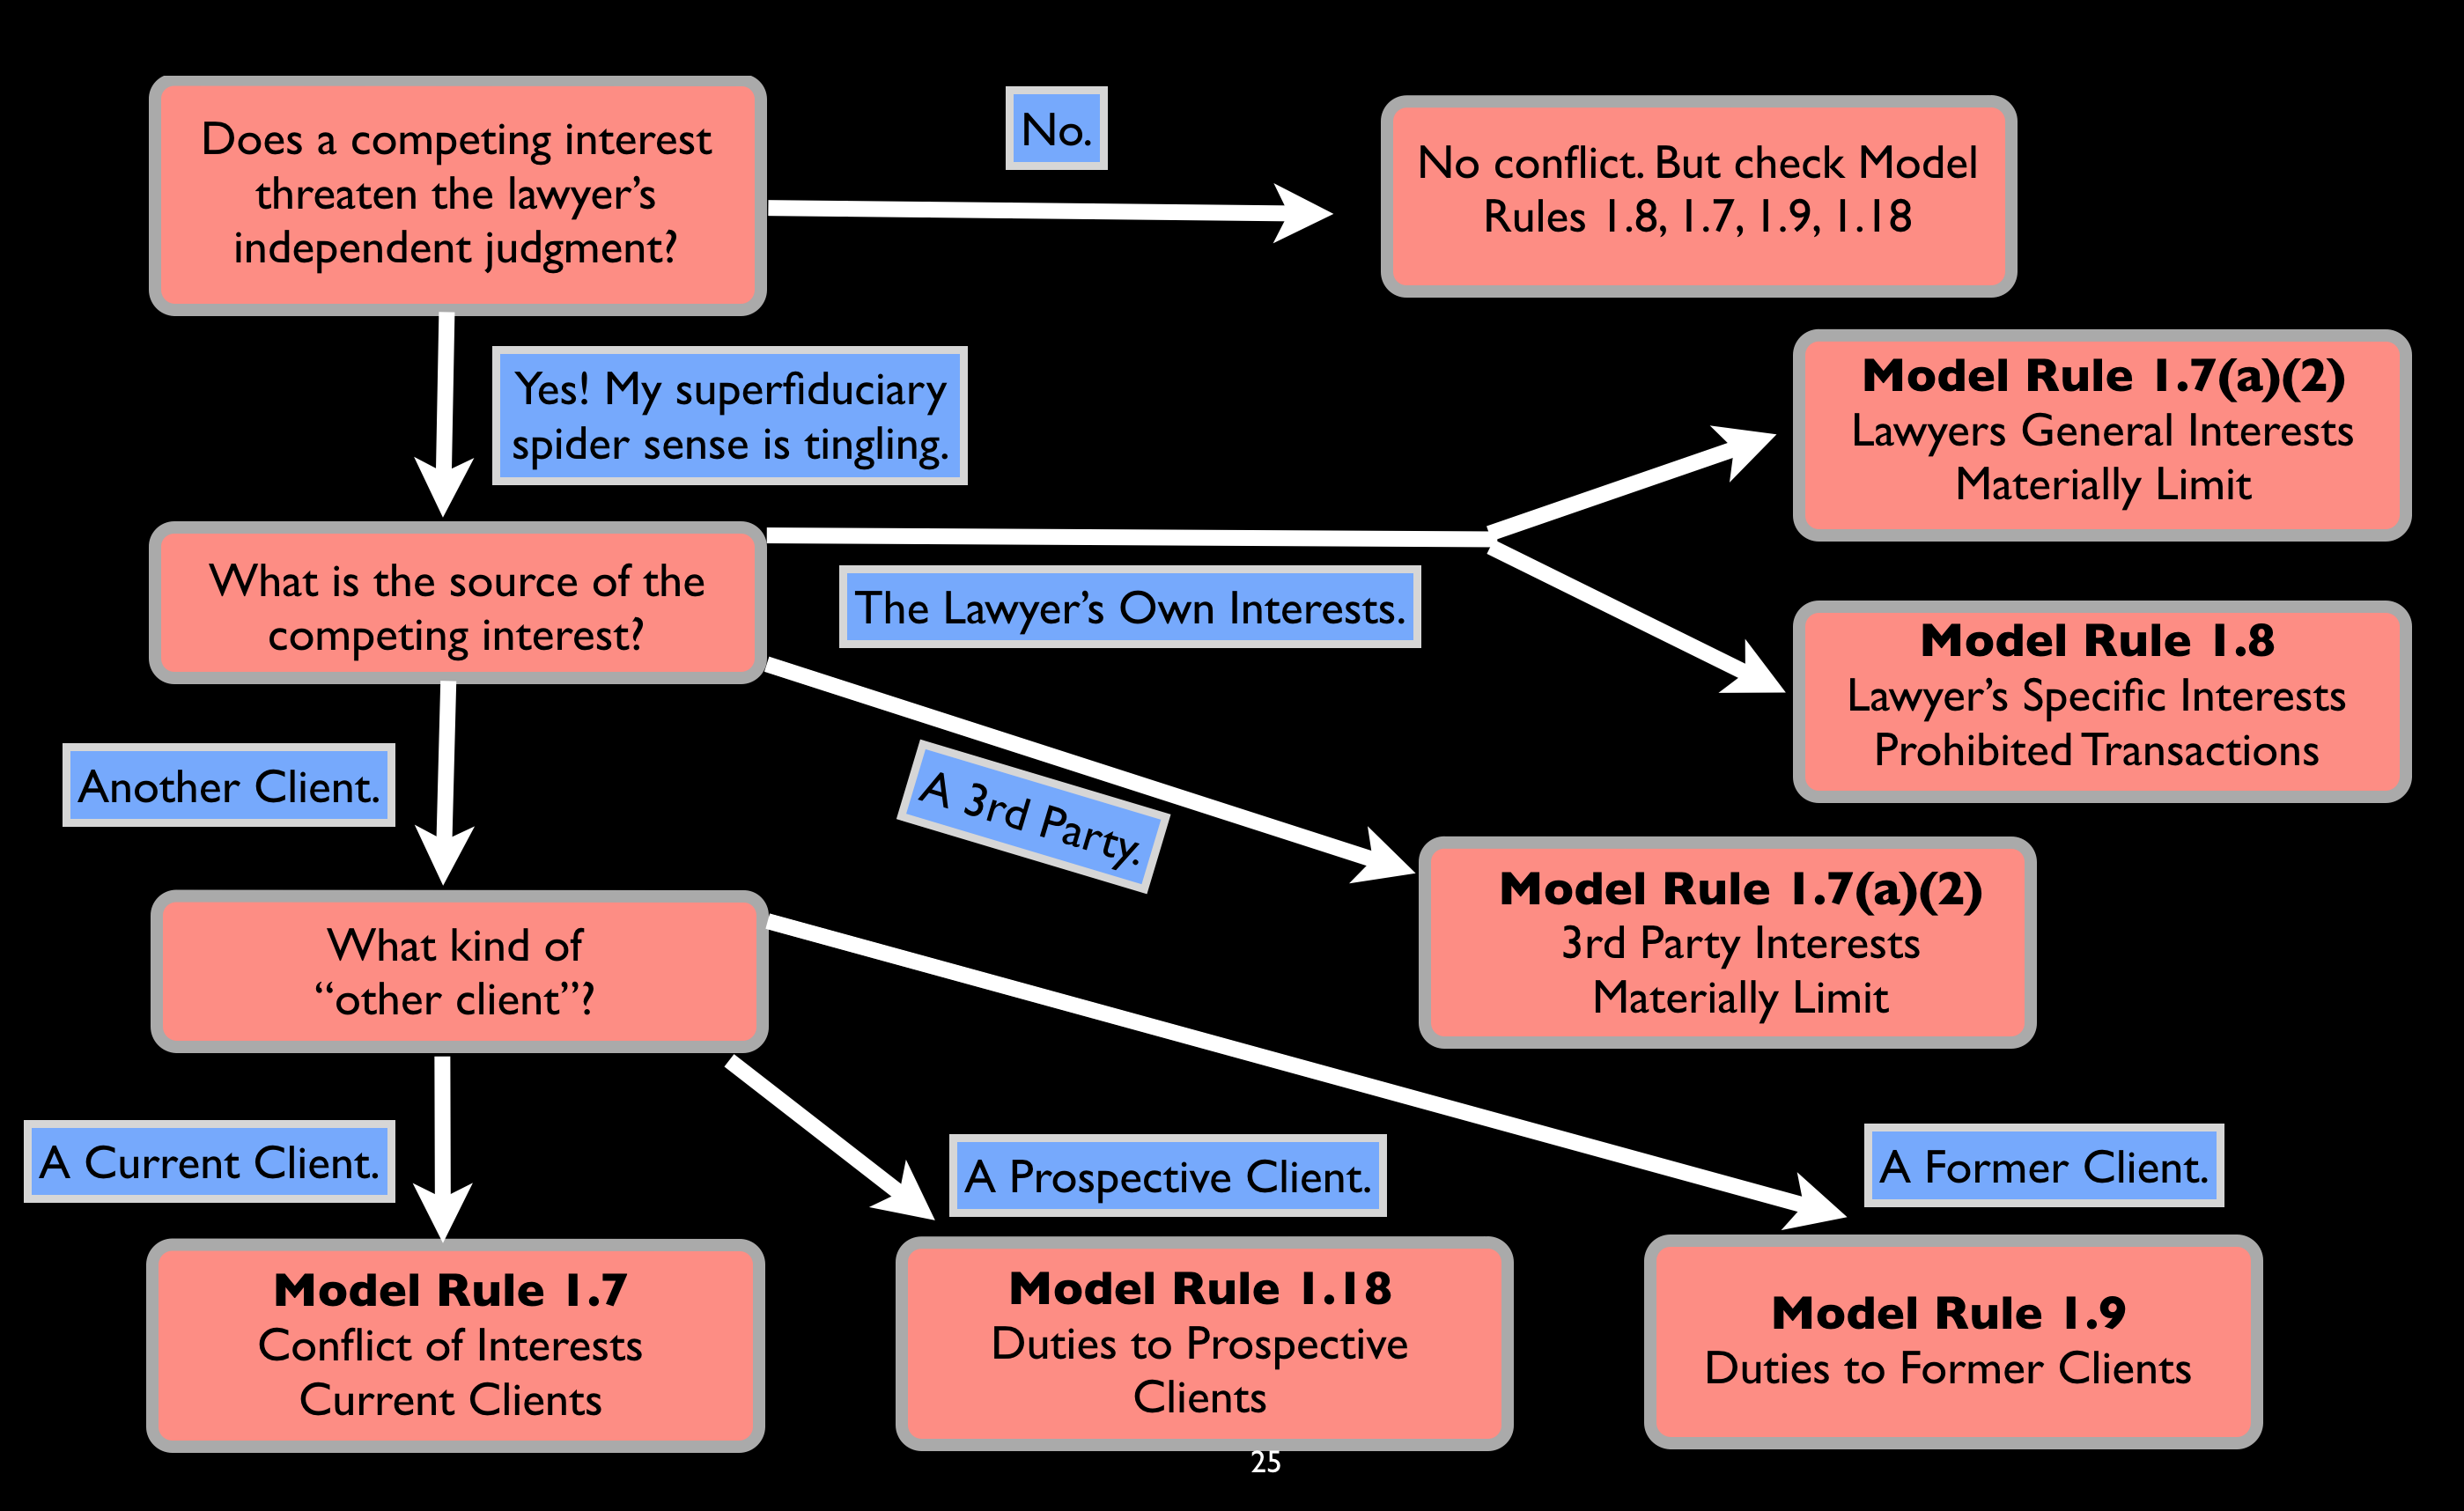 Does a competing interest
threaten the lawyer’s
independent judgment?
No.
No conflict. But check Model
Rules 1.8, 1.7, 1.9, 1.18
Yes! My superfiduciary
spider sense is tingling.
Model Rule 1.7(a)(2)
Lawyers General Interests
Materially Limit
What is the source of the
competing interest?
The Lawyer’s Own Interests.
Model Rule 1.8
Lawyer’s Specific Interests
Prohibited Transactions
Another Client.
A 3rd Party.
Model Rule 1.7(a)(2)
3rd Party Interests
Materially Limit
What kind of
“other client”?
A Current Client.
A Prospective Client.
A Former Client.
Model Rule 1.7
Conflict of Interests
Current Clients
Model Rule 1.18
Duties to Prospective
Clients
Model Rule 1.9
Duties to Former Clients
25